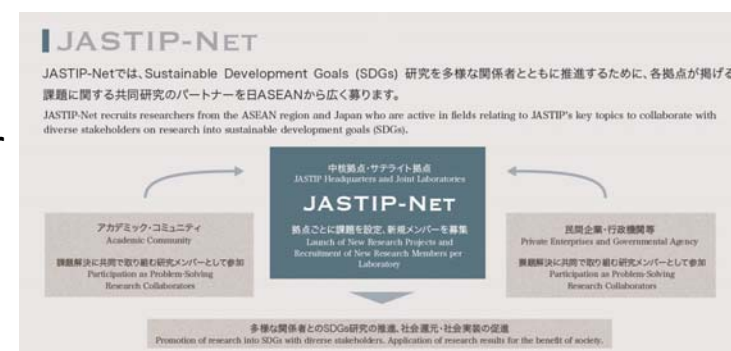 JASTIP-NET
JASTIP-Netでは、Sustainable Development Goals (SDGs) 研究を多様な関係者とともに推進するために、各拠点が掲げる
課題に関する共同研究のパートナーを日ASEANから広く募ります。
JASTIP-Net recruits researchers from the ASEAN region and Japan who are active in fields relating to JASTIP's key topics to collaborate with
diverse stakeholders on research into sustainable development goals (SDGs).
中核拠点・サテライト拠点
JASTIP Headquarters and Joint Laboratories
JASTIP-NET
拠点ごとに課題を設定、新規メンバーを募集
Launch of New Research Projects and
Recruitment of New Research Members per
Laboratory
アカデミック・コミュニティ
Academic Community
課題解決に共同で取り組む研究メンバーとして参加
Participation as Problem-Solving
Research Collaborators
民間企業・行政機関等
Private Enterprises and Governmental Agency
課題解決に共同で取り組む研究メンバーとして参加
Participation as Problem-Solving
Research Collaborators
多様な関係者とのSDGs研究の推進、社会還元・社会実装の促進
Promotion of research into SDGs with diverse stakeholders. Application of research results for the benefit of society.